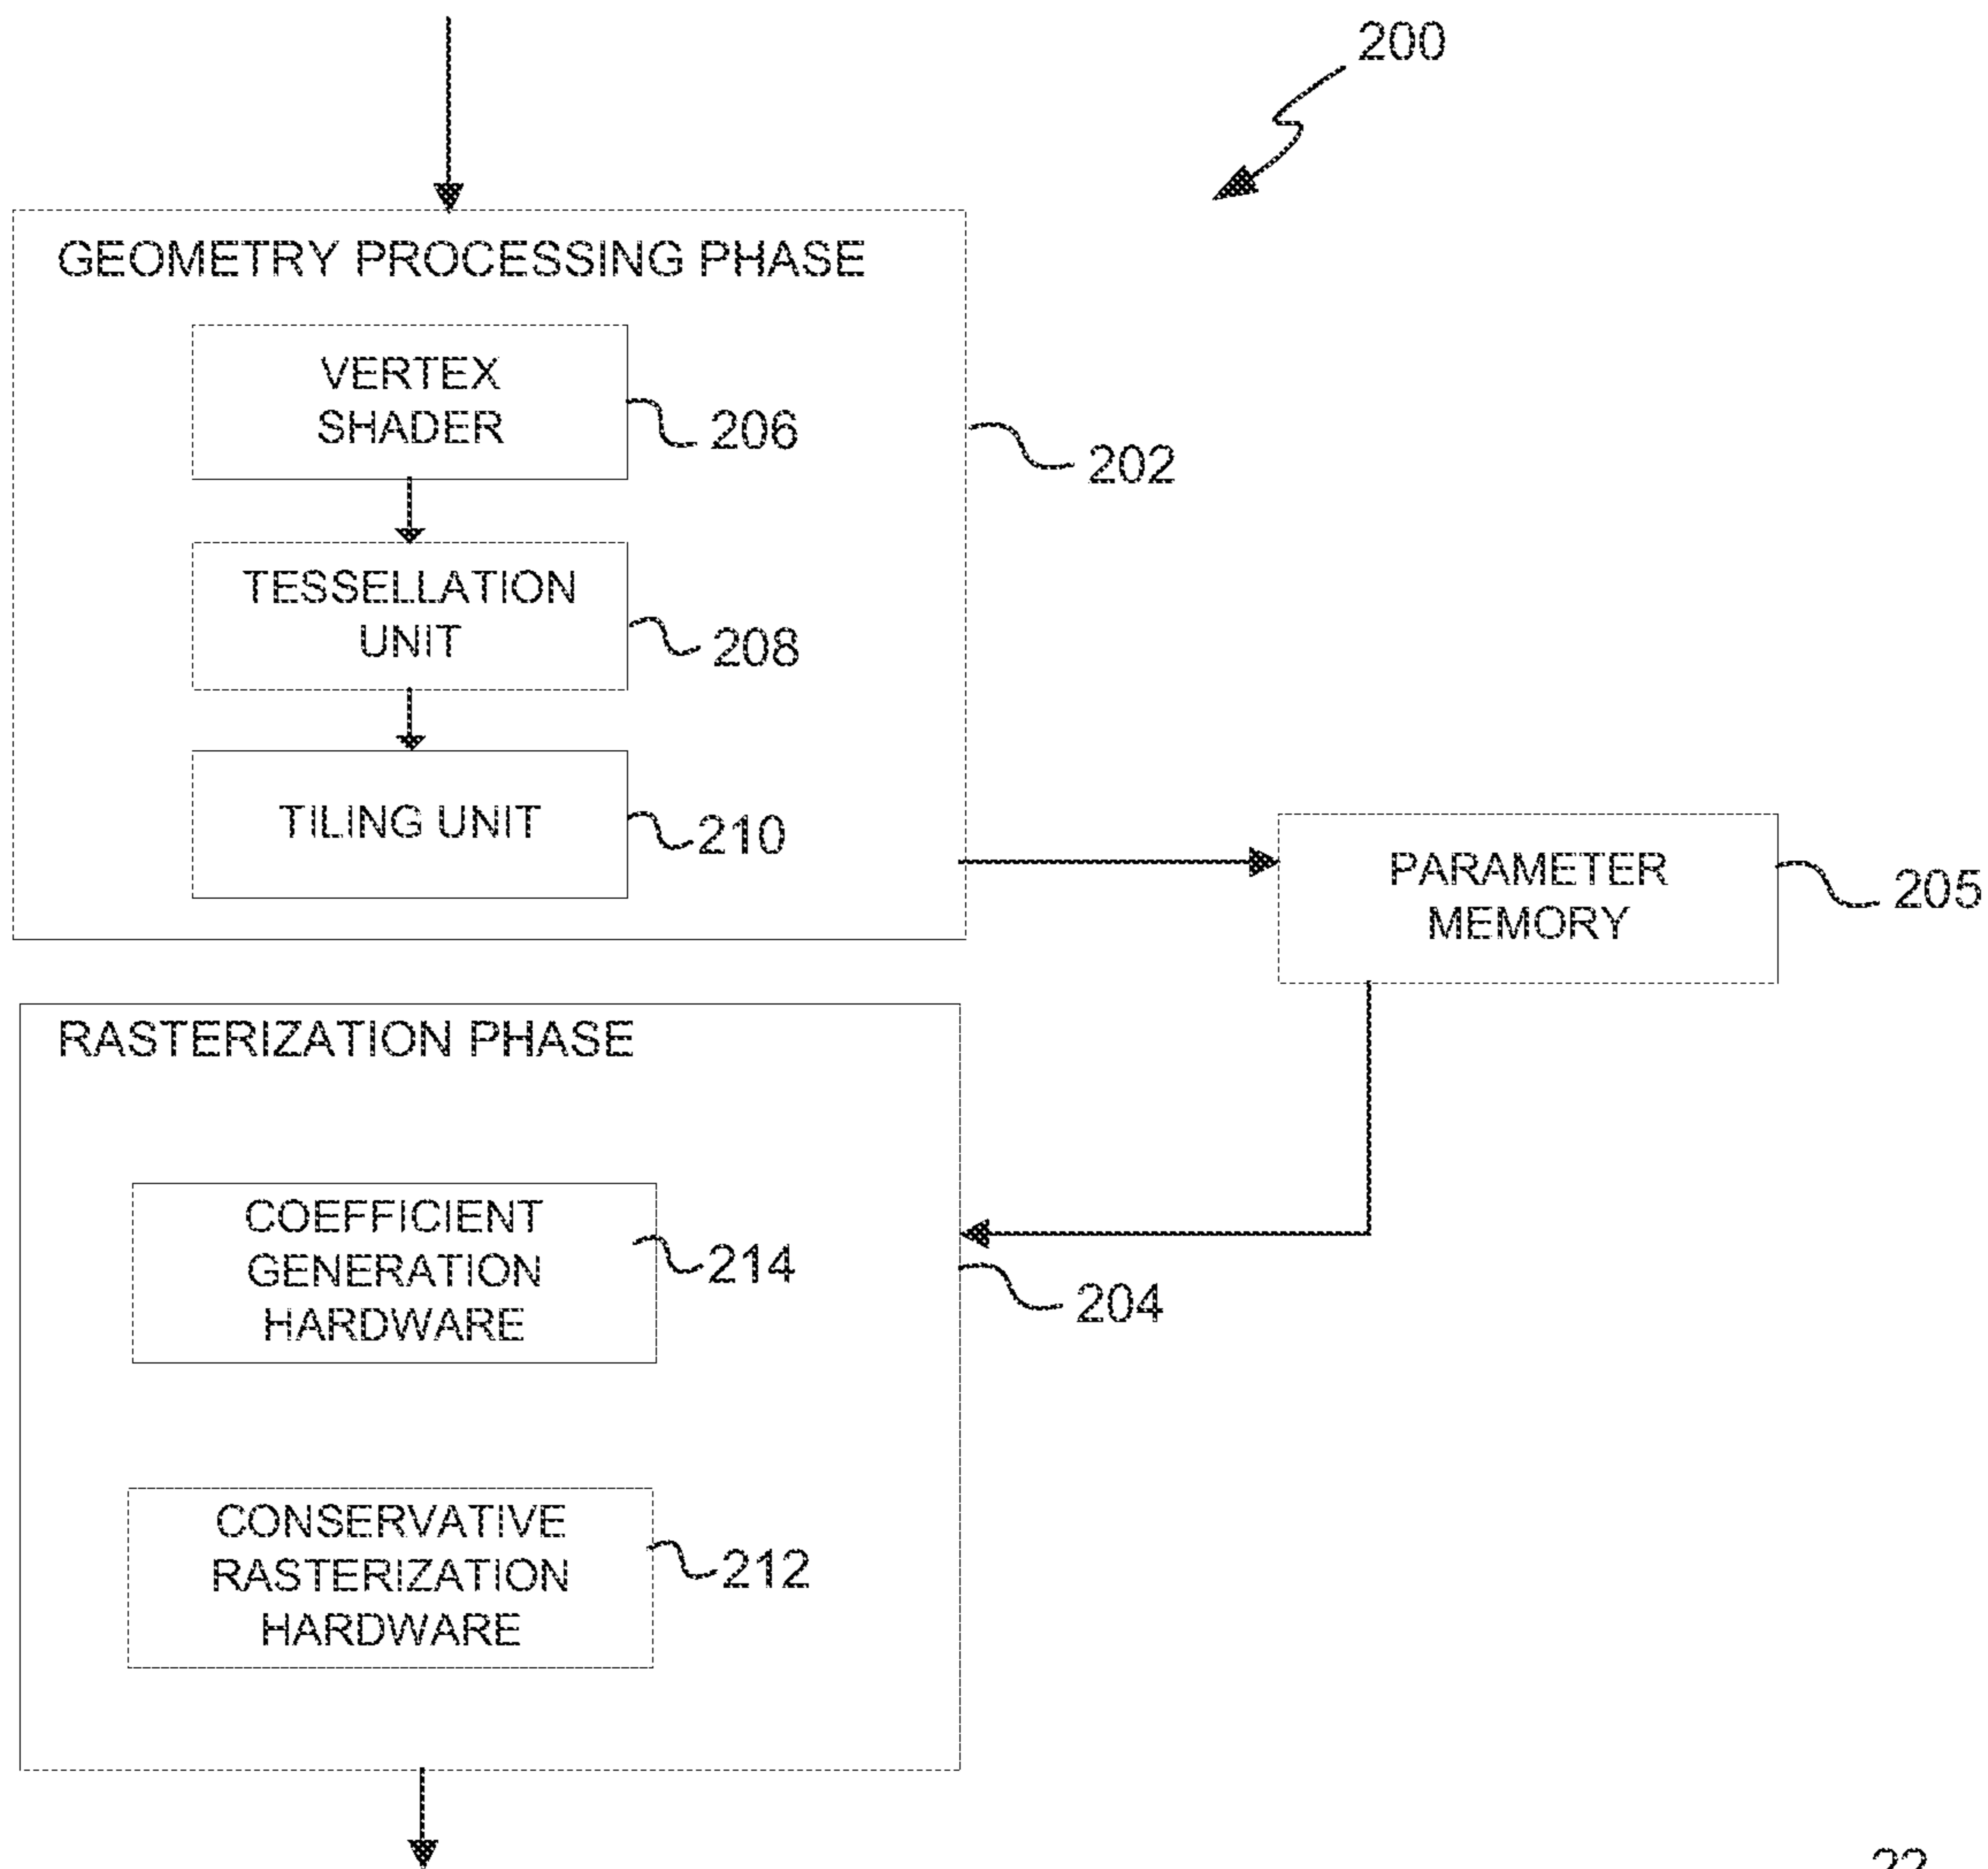 200
GEOMETRY PROCESSING PHASE
VERTEX
SHADER
206
202
TESSELLATION
UNIT
208
TILING UNIT
210
PARAMETER
MEMORY
205
RASTERIZATION PHASE
COEFFICIENT
GENERATION
HARDWARE
214
204
CONSERVATIVE
RASTERIZATION
HARDWARE
212